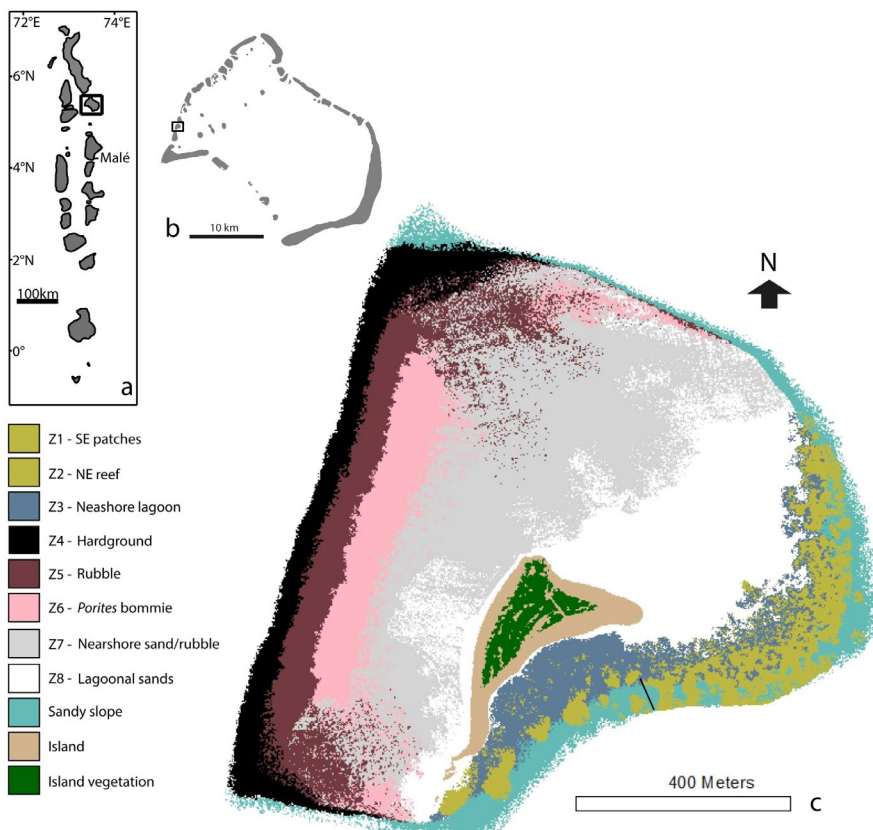 72°E 74°E
6°N
Malé
4°N
2°N
100km
0°
a
b
10 km
N
Z1 - SE patches
Z2 - NE reef
Z3 - Neashore lagoon
Z4 - Hardground
Z5 - Rubble
Z6 - Porites bommie
Z7 - Nearshore sand/rubble
Z8 - Lagoonal sands
Sandy slope
Island
Island vegetation
400 Meters
c